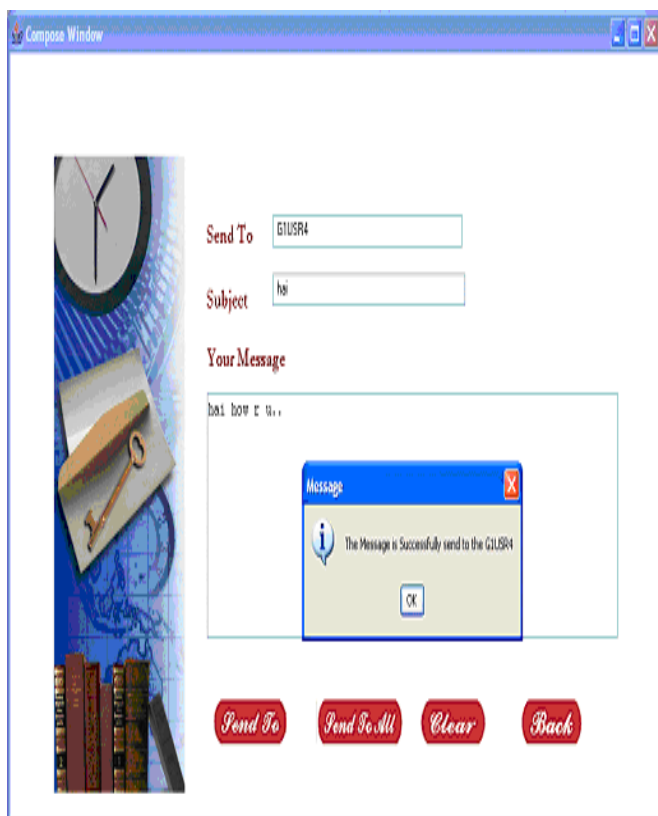 Compose Window
Send To G1USR4
Subject hai
Your Message
hai how r u..
Message
The Message is Successfully send to the G1USR4
OK
Send To Send To All Clear Back